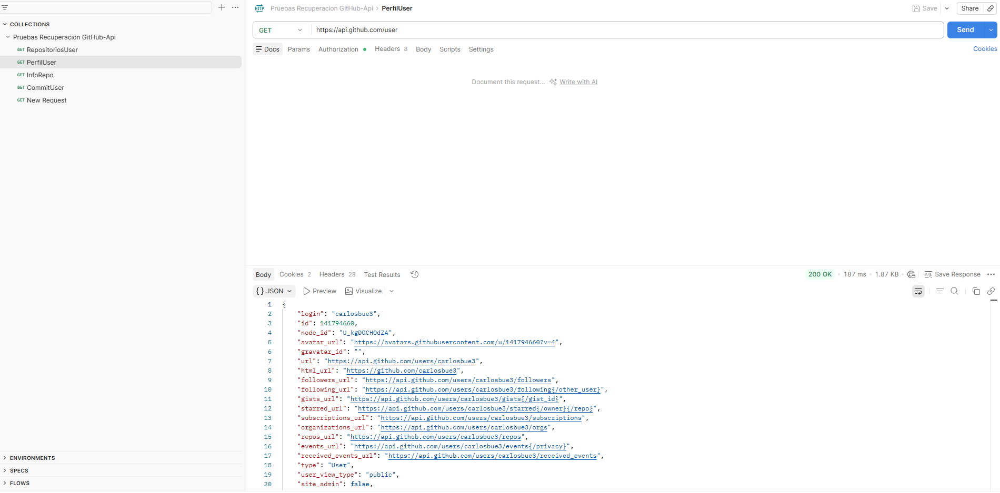 COLLECTIONS
Pruebas Recuperacion GitHub-Api
GET RepositoriosUser
GET PerfilUser
GET InfoRepo
GET CommitUser
GET New Request
ENVIRONMENTS
SPECS
FLOWS
HTTP Pruebas Recuperacion GitHub-Api > PerfilUser
Save Share
GET https://api.github.com/user Send
Docs Params Authorization Headers 8 Body Scripts Settings Cookies
Document this request... Write with AI
Body Cookies 2 Headers 28 Test Results 200 OK • 187 ms • 1.87 KB • e.g. Save Response
{} JSON Preview Visualize
1 {
2 "login": "carlosbue3",
3 "id": 141794660,
4 "node_id": "U_kgDOCHOdZA",
5 "avatar_url": "https://avatars.githubusercontent.com/u/141794660?v=4",
6 "gravatar_id": "",
7 "url": "https://api.github.com/users/carlosbue3",
8 "html_url": "https://github.com/carlosbue3",
9 "followers_url": "https://api.github.com/users/carlosbue3/followers",
10 "following_url": "https://api.github.com/users/carlosbue3/following{/other_user}",
11 "gists_url": "https://api.github.com/users/carlosbue3/gists{/gist_id}",
12 "starred_url": "https://api.github.com/users/carlosbue3/starred{/owner}{/repo}",
13 "subscriptions_url": "https://api.github.com/users/carlosbue3/subscriptions",
14 "organizations_url": "https://api.github.com/users/carlosbue3/orgs",
15 "repos_url": "https://api.github.com/users/carlosbue3/repos",
16 "events_url": "https://api.github.com/users/carlosbue3/events{/privacy}",
17 "received_events_url": "https://api.github.com/users/carlosbue3/received_events",
18 "type": "User",
19 "user_view_type": "public",
20 "site_admin": false,